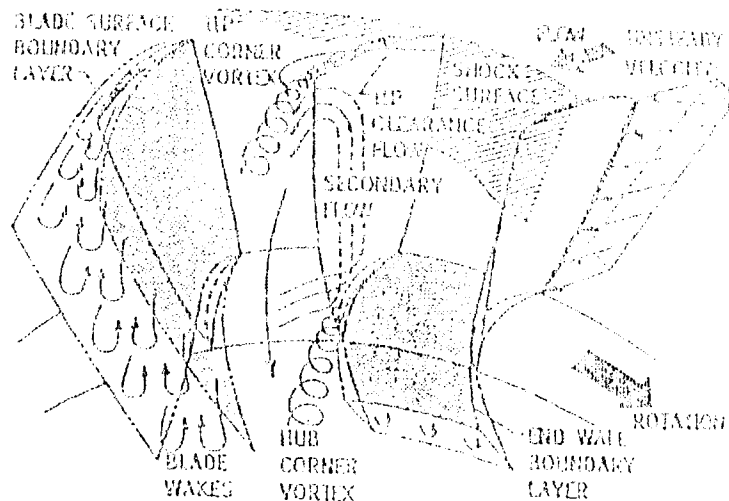 BLADE SURFACE
BOUNDARY
LAYER
TIP
CORNER
VORTEX
SHOCK
SURFACE
FLOW
VELOCITY
TIP
CLEARANCE
FLOW
SECONDARY
FLOW
ROTATION
BLADE
WAKES
HUB
CORNER
VORTEX
END WALL
BOUNDARY
LAYER